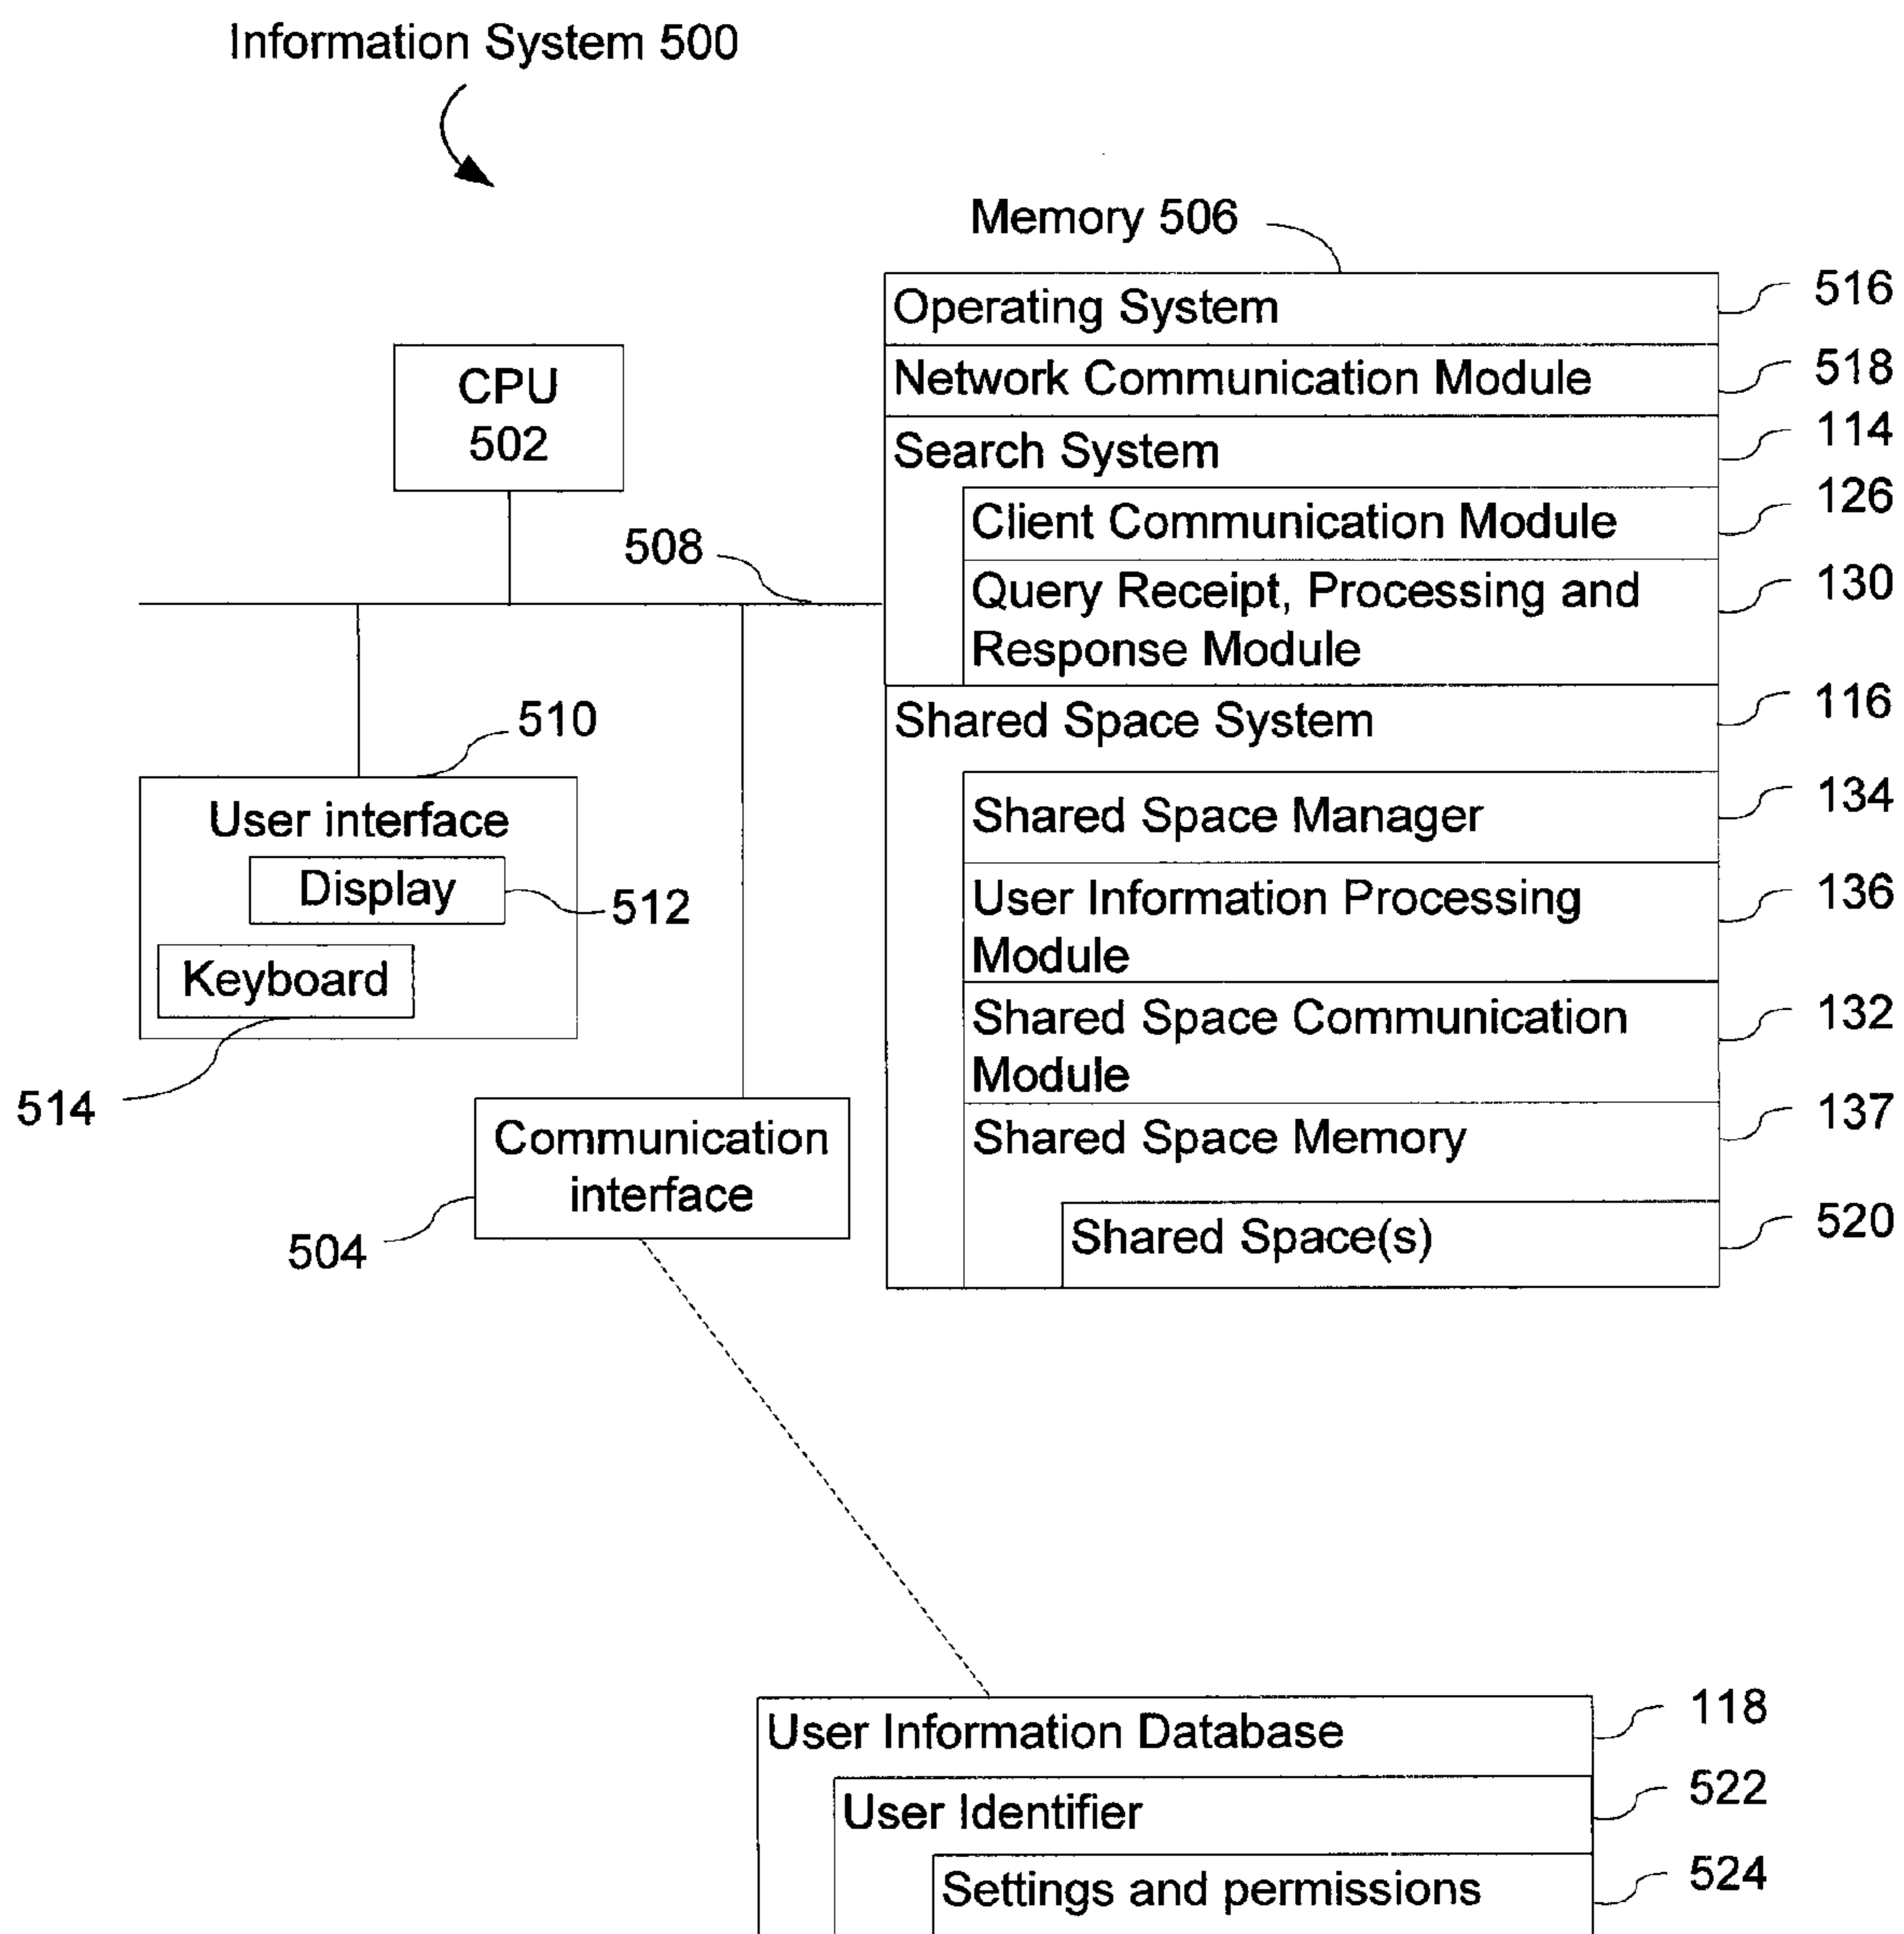 Information System 500
Memory 506
Operating System
516
CPU
502
Network Communication Module
518
Search System
114
Client Communication Module
126
508
Query Receipt, Processing and
Response Module
130
Shared Space System
116
510
User interface
Display
512
Keyboard
514
Shared Space Manager
134
User Information Processing
Module
136
Shared Space Communication
Module
132
Communication
interface
504
Shared Space Memory
137
Shared Space(s)
520
User Information Database
118
User Identifier
522
Settings and permissions
524